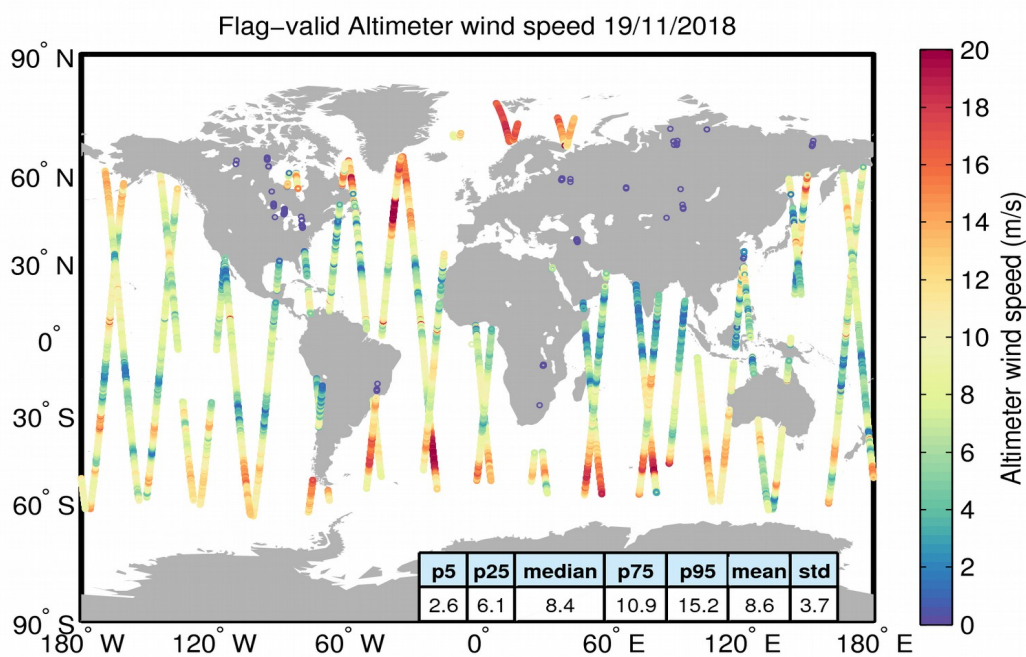 Flag−valid Altimeter wind speed 19/11/2018
90° N
60° N
30° N
0°
30° S
60° S
90° S
180° W
120° W
60° W
0°
60° E
120° E
180° E
p5 p25 median p75 p95 mean std
2.6 6.1 8.4 10.9 15.2 8.6 3.7
20
18
16
14
12
10
8
6
4
2
0
Altimeter wind speed (m/s)